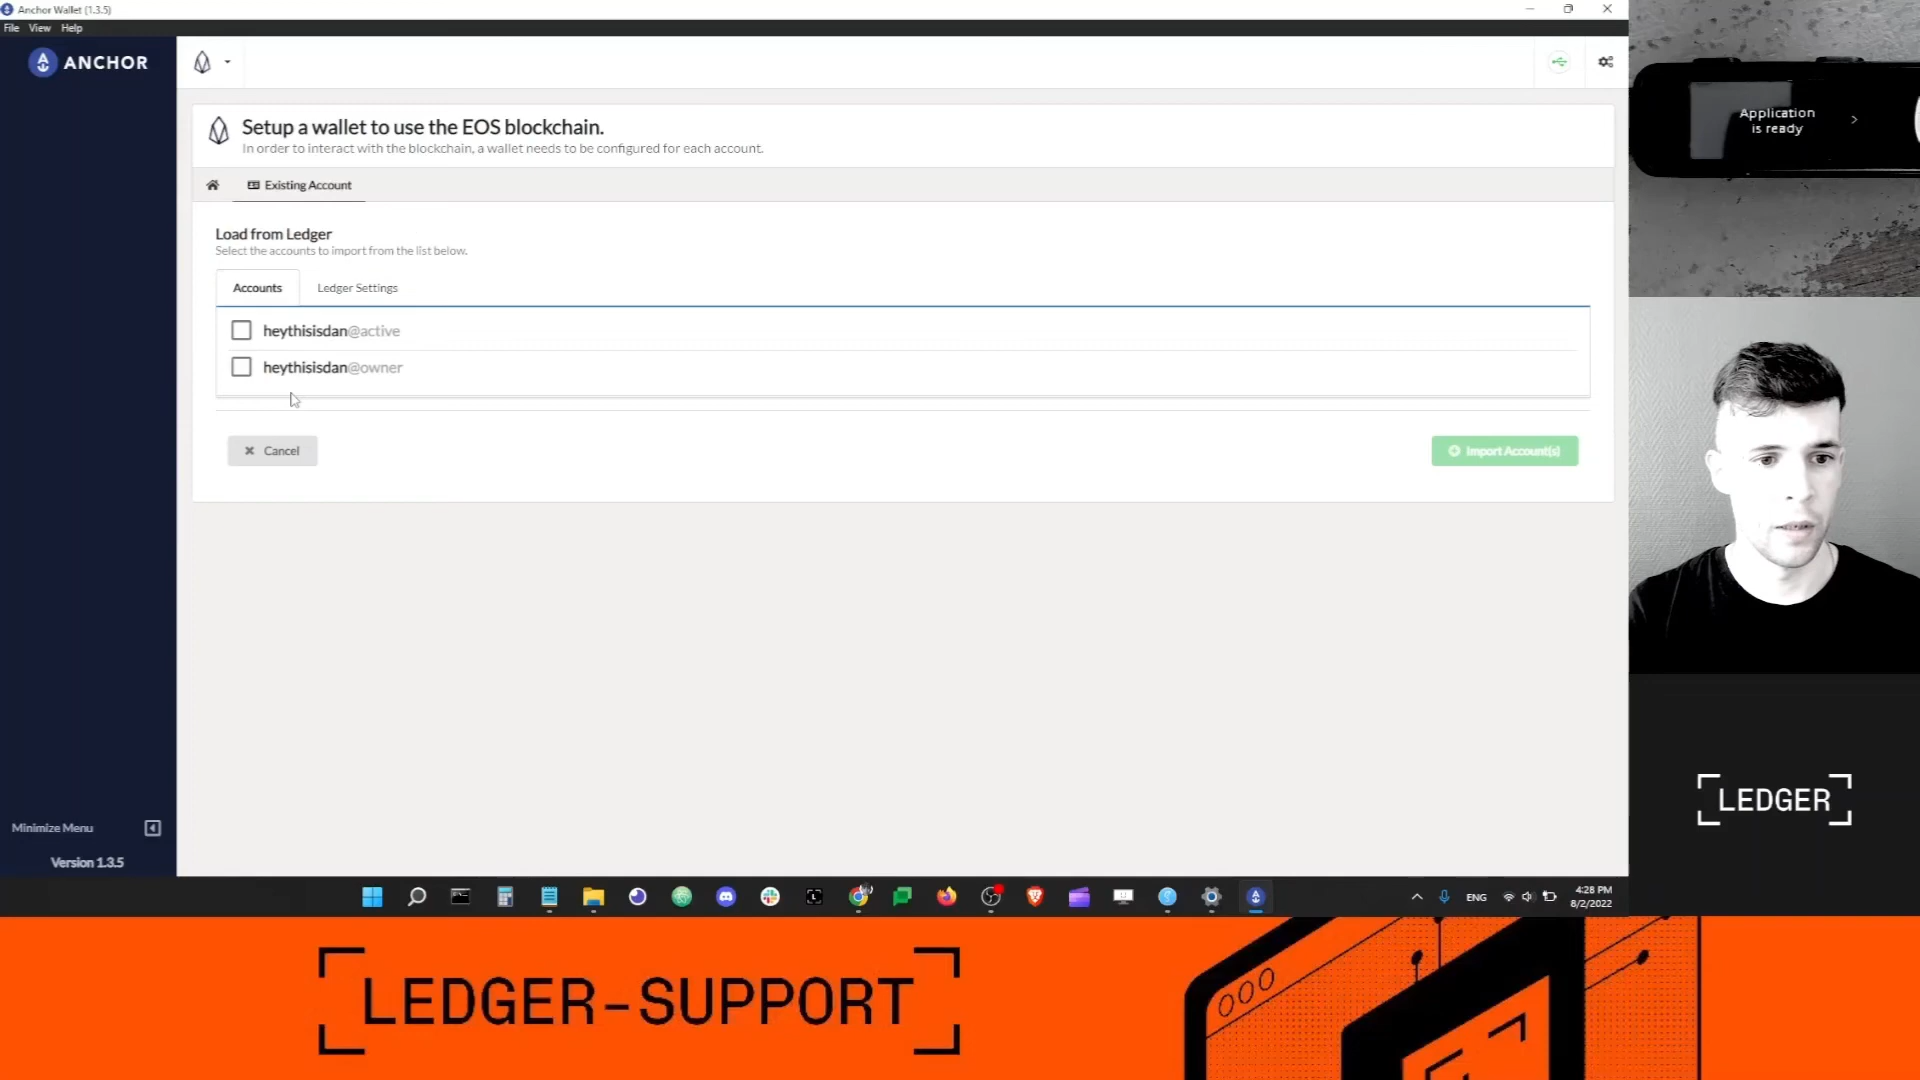 Anchor Wallet [1.3.5]
File View Help
ANCHOR
Setup a wallet to use the EOS blockchain.
In order to interact with the blockchain, a wallet needs to be configured for each account.
Existing Account
Load from Ledger
Select the accounts to import from the list below.
Accounts Ledger Settings
heythisisdan@active
heythisisdan@owner
Cancel
Import Account(s)
Minimize Menu
Version 1.3.5
ENG
4:28 PM
8/2/2022
Application
is ready
LEDGER
LEDGER-SUPPORT